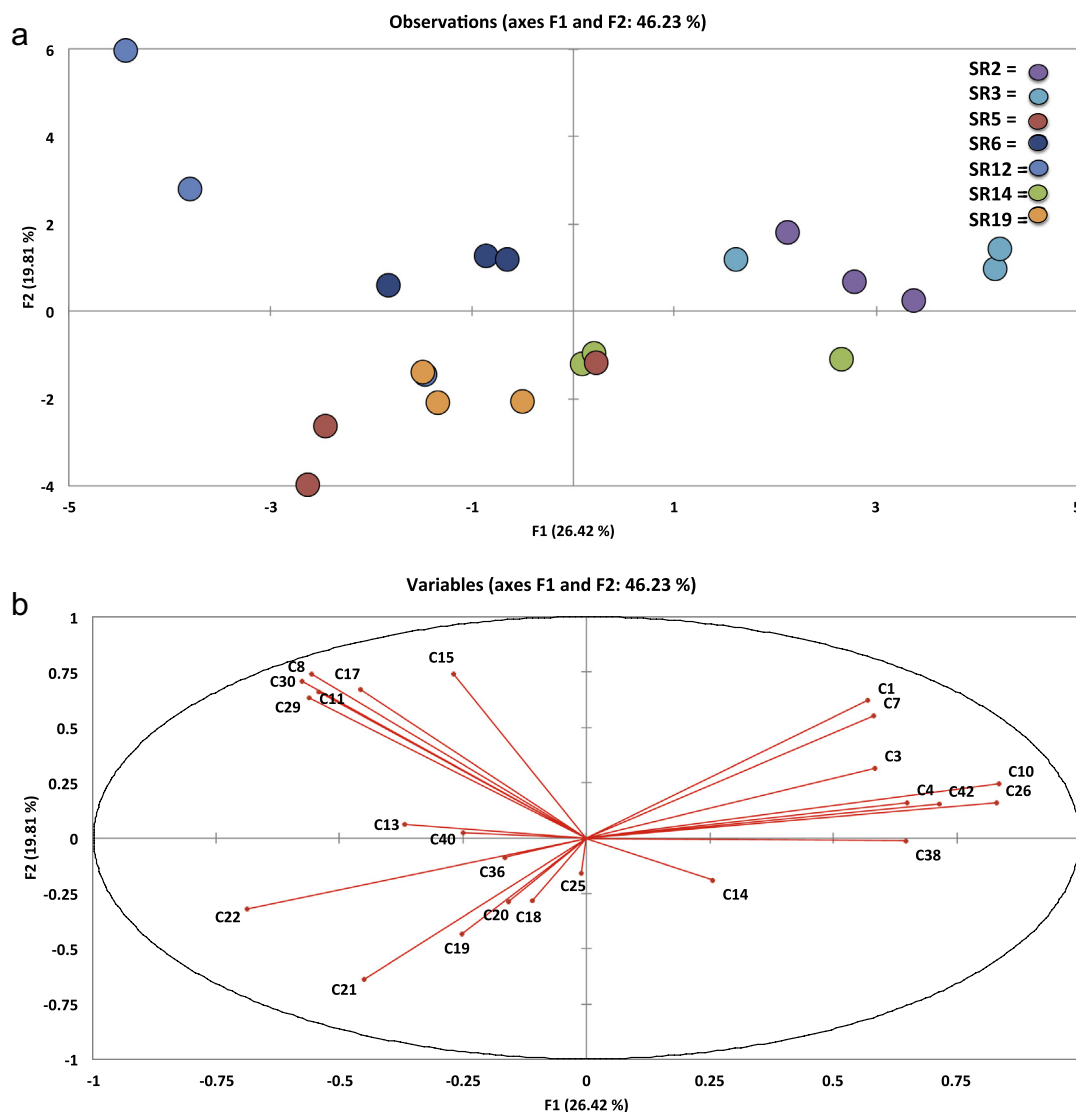 a
Observations (axes F1 and F2: 46.23 %)
6
4
2
0
-2
-4
F2 (19.81 %)
SR2 =
SR3 =
SR5 =
SR6 =
SR12 =
SR14 =
SR19 =
-5 -3 -1 1 3 5
F1 (26.42 %)
b
Variables (axes F1 and F2: 46.23 %)
1
0.75
0.5
0.25
0
-0.25
-0.5
-0.75
-1
F2 (19.81 %)
C15
C8
C17
C30
C11
C29
C1
C7
C3
C10
C4
C42
C26
C13
C40
C38
C36
C25
C14
C22
C20
C18
C19
C21
-1 -0.75 -0.5 -0.25 0 0.25 0.5 0.75
F1 (26.42 %)